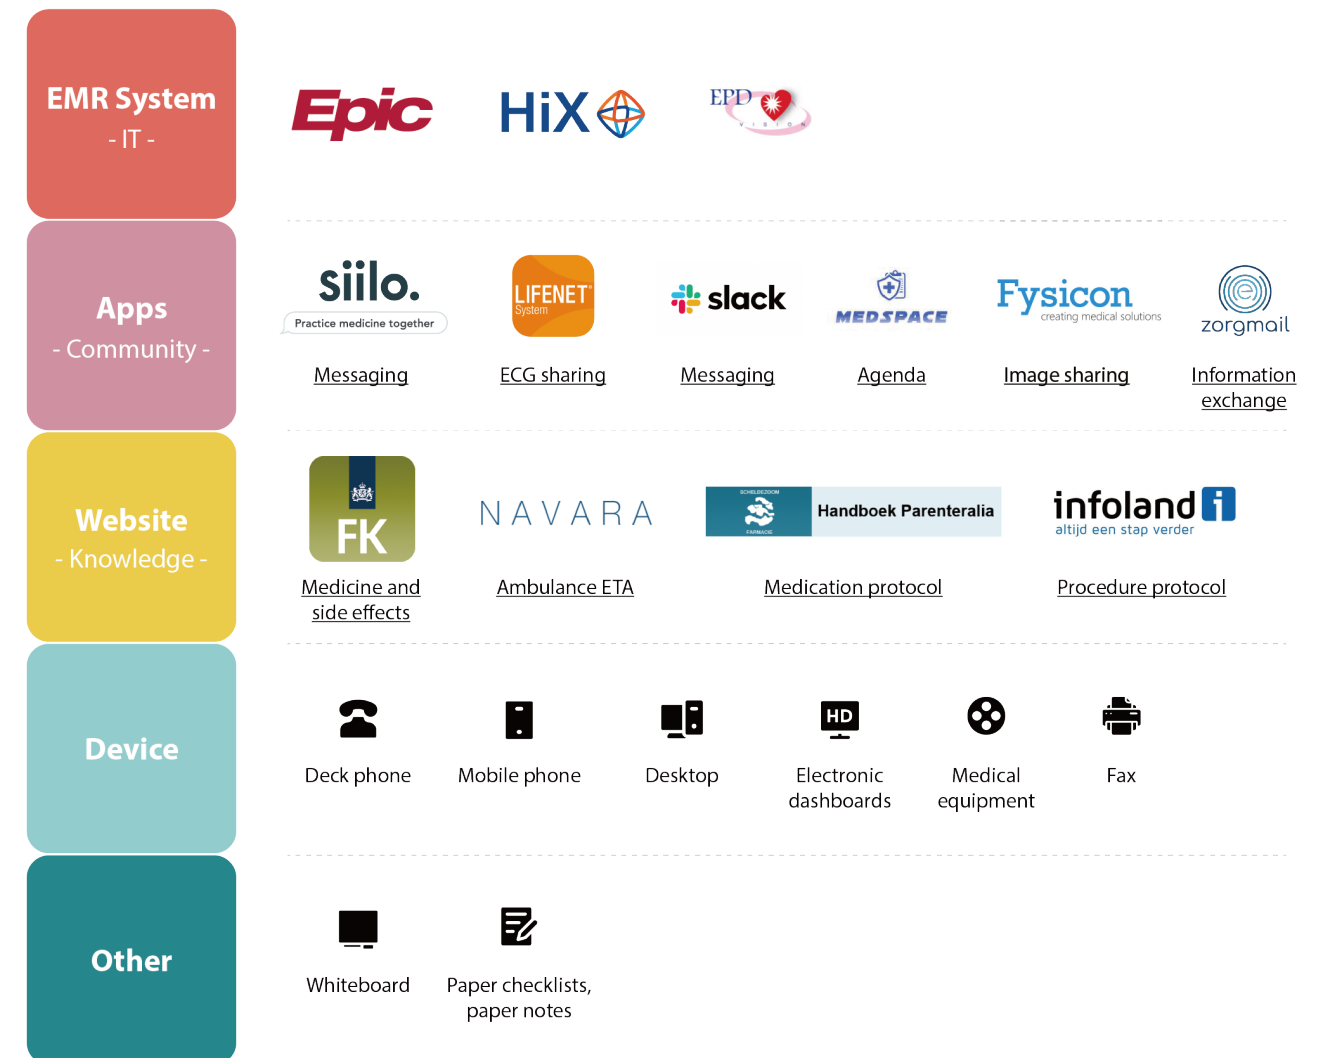 EMR System
- IT -
Epic
HiX
EPD
VISION
Apps
- Community -
siilo.
Practice medicine together
LIFENET®
System
slack
MEDSPACE
Fysicon
creating medical solutions
e
zorgmail
Messaging
ECG sharing
Messaging
Agenda
Image sharing
Information
exchange
Website
- Knowledge -
FK
NAVARA
SCHELDEZOOM
FARMACIE
Handboek Parenteralia
infoland i
altijd een stap verder
Medicine and
side effects
Ambulance ETA
Medication protocol
Procedure protocol
Device
HD
Deck phone
Mobile phone
Desktop
Electronic
dashboards
Medical
equipment
Fax
Other
Whiteboard
Paper checklists,
paper notes